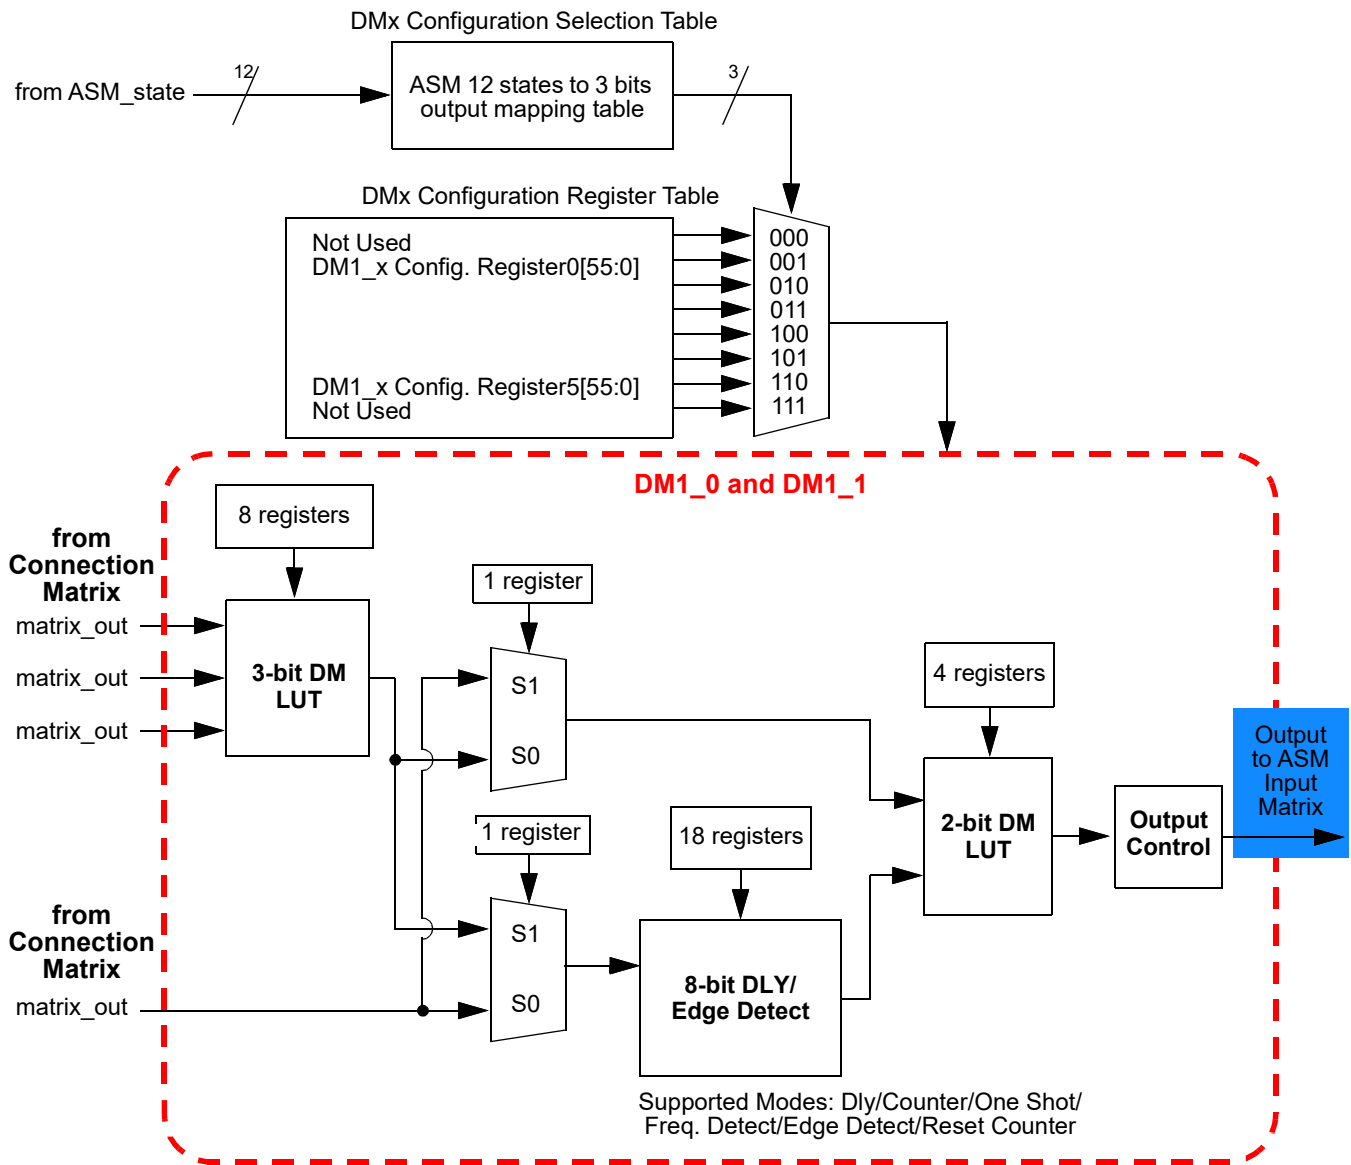 DMx Configuration Selection Table
from ASM_state
12
ASM 12 states to 3 bits
output mapping table
3
DMx Configuration Register Table
Not Used
DM1_x Config. Register0[55:0]
DM1_x Config. Register5[55:0]
Not Used
000
001
010
011
100
101
110
111
DM1_0 and DM1_1
8 registers
from
Connection
Matrix
matrix_out
matrix_out
matrix_out
3-bit DM
LUT
1 register
S1
S0
4 registers
Output
to ASM
Input
Matrix
2-bit DM
LUT
Output
Control
1 register
18 registers
from
Connection
Matrix
matrix_out
S1
S0
8-bit DLY/
Edge Detect
Supported Modes: Dly/Counter/One Shot/
Freq. Detect/Edge Detect/Reset Counter